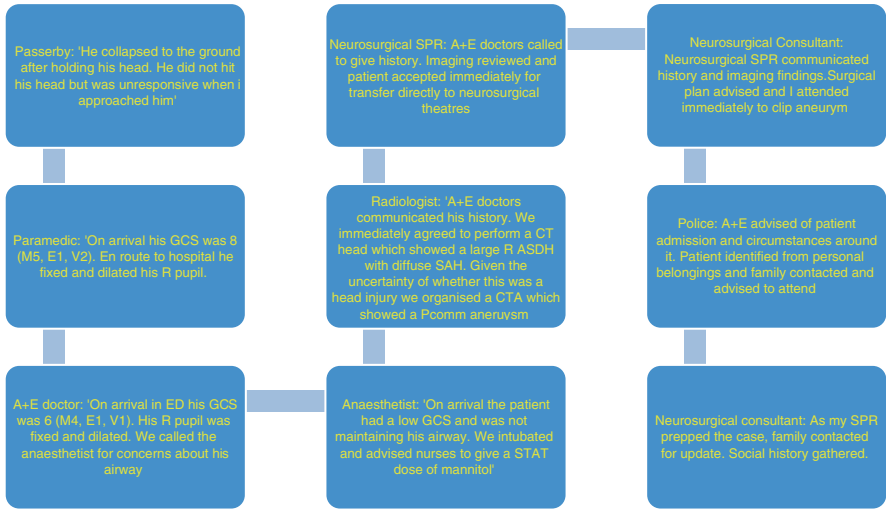 Passerby: 'He collapsed to the ground
after holding his head. He did not hit
his head but was unresponsive when i
approached him'
Paramedic: 'On arrival his GCS was 8
(M5, E1, V2). En route to hospital he
fixed and dilated his R pupil.
A+E doctor: 'On arrival in ED his GCS
was 6 (M4, E1, V1). His R pupil was
fixed and dilated. We called the
anaesthetist for concerns about his
airway
Anaesthetist: 'On arrival the patient
had a low GCS and was not
maintaining his airway. We intubated
and advised nurses to give a STAT
dose of mannitol'
Radiologist: 'A+E doctors
communicated his history. We
immediately agreed to perform a CT
head which showed a large R ASDH
with diffuse SAH. Given the
uncertainty of whether this was a
head injury we organised a CTA which
showed a Pcomm aneruysm
Neurosurgical SPR: A+E doctors called
to give history. Imaging reviewed and
patient accepted immediately for
transfer directly to neurosurgical
theatres
Neurosurgical Consultant:
Neurosurgical SPR communicated
history and imaging findings.Surgical
plan advised and I attended
immediately to clip aneurym
Police: A+E advised of patient
admission and circumstances around
it. Patient identified from personal
belongings and family contacted and
advised to attend
Neurosurgical consultant: As my SPR
prepped the case, family contacted
for update. Social history gathered.